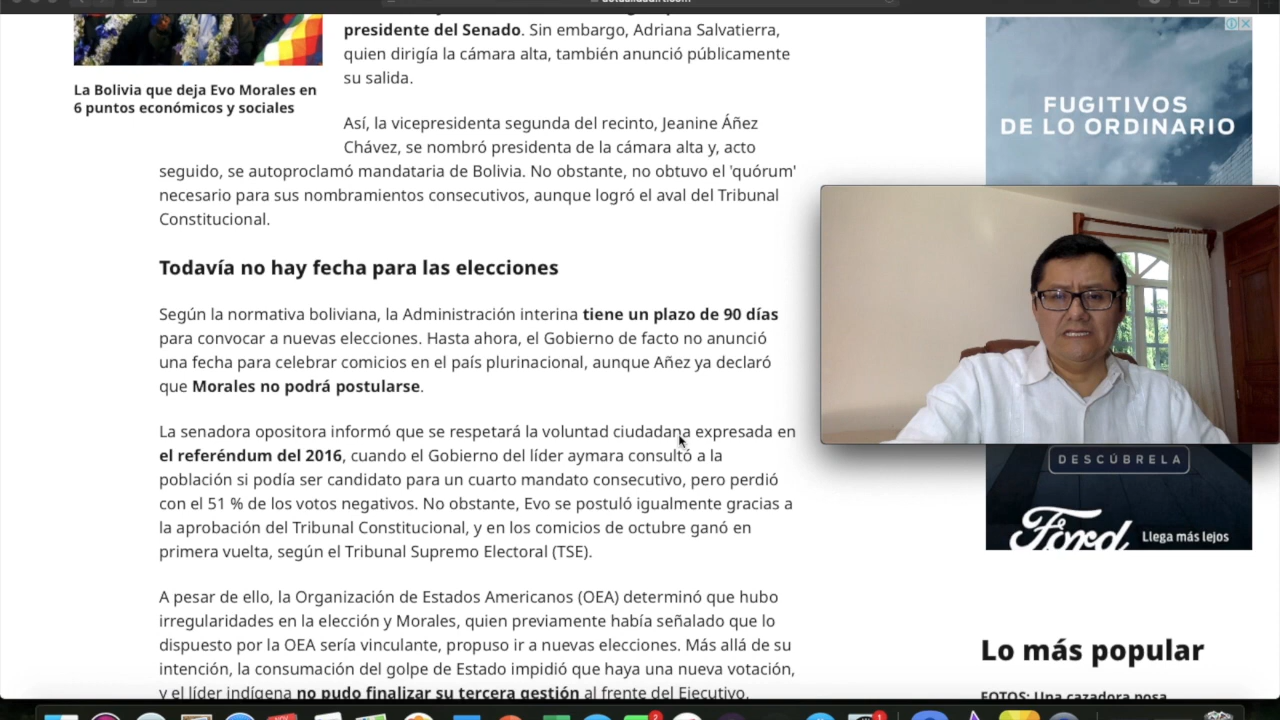 presidente del Senado. Sin embargo, Adriana Salvatierra,
quien dirigía la cámara alta, también anunció públicamente
su salida.
La Bolivia que deja Evo Morales en
6 puntos económicos y sociales
Así, la vicepresidenta segunda del recinto, Jeanine Áñez
Chávez, se nombró presidenta de la cámara alta y, acto
seguido, se autoproclamó mandataria de Bolivia. No obstante, no obtuvo el 'quórum'
necesario para sus nombramientos consecutivos, aunque logró el aval del Tribunal
Constitucional.
Todavía no hay fecha para las elecciones
Según la normativa boliviana, la Administración interina tiene un plazo de 90 días
para convocar a nuevas elecciones. Hasta ahora, el Gobierno de facto no anunció
una fecha para celebrar comicios en el país plurinacional, aunque Añez ya declaró
que Morales no podrá postularse.
La senadora opositora informó que se respetará la voluntad ciudadana expresada en
el referéndum del 2016, cuando el Gobierno del líder aymara consultó a la
población si podía ser candidato para un cuarto mandato consecutivo, pero perdió
con el 51 % de los votos negativos. No obstante, Evo se postuló igualmente gracias a
la aprobación del Tribunal Constitucional, y en los comicios de octubre ganó en
primera vuelta, según el Tribunal Supremo Electoral (TSE).
A pesar de ello, la Organización de Estados Americanos (OEA) determinó que hubo
irregularidades en la elección y Morales, quien previamente había señalado que lo
dispuesto por la OEA sería vinculante, propuso ir a nuevas elecciones. Más allá de su
intención, la consumación del golpe de Estado impidió que haya una nueva votación,
y el líder indígena no pudo finalizar su tercera gestión al frente del Ejecutivo.
FUGITIVOS
DE LO ORDINARIO
DESCÚBRELA
Ford
Llega más lejos
Lo más popular
FOTOS: Una cazadora posa